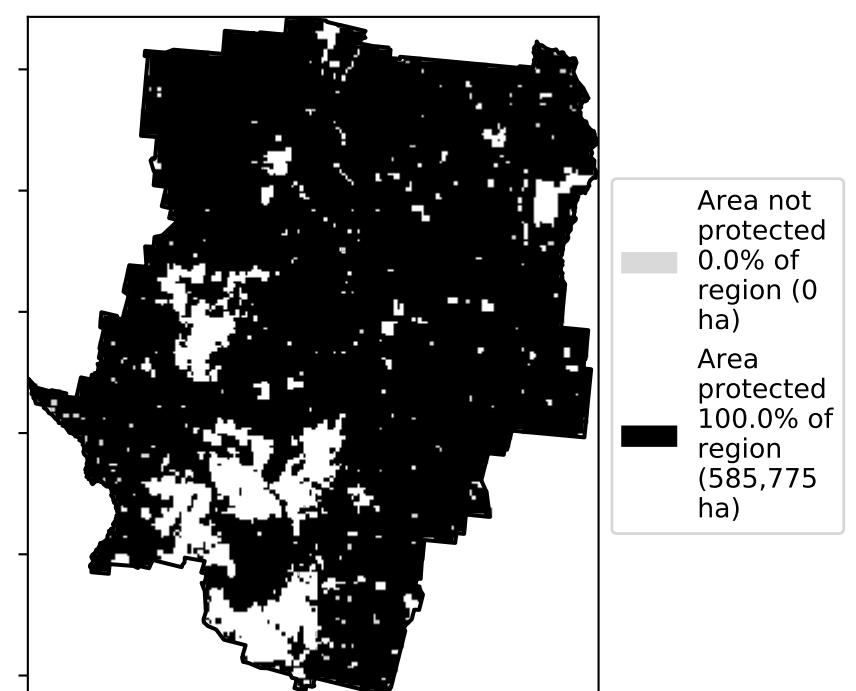 Area not
protected
0.0% of
region (0
ha)
Area
protected
100.0% of
region
(585,775
ha)